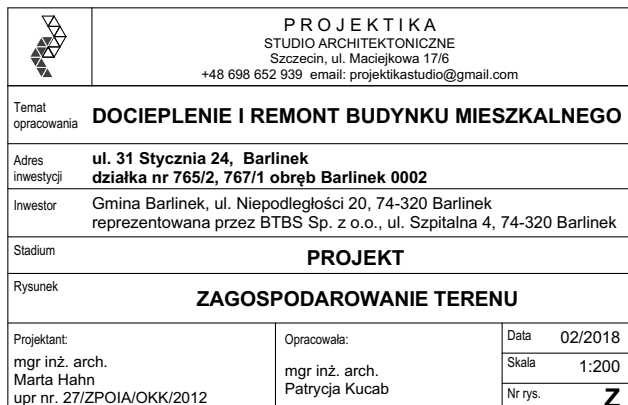 PROJEKTIKA
STUDIO ARCHITEKTONICZNE
Szczecin, ul. Maciejkowa 17/6
+48 698 652 939 email: projektikastudio@gmail.com
Temat opracowania
DOCIEPLENIE I REMONT BUDYNKU MIESZKALNEGO
Adres inwestycji
ul. 31 Stycznia 24, Barlinek
działka nr 765/2, 767/1 obręb Barlinek 0002
Inwestor
Gmina Barlinek, ul. Niepodległości 20, 74-320 Barlinek
reprezentowana przez BTBS Sp. z o.o., ul. Szpitalna 4, 74-320 Barlinek
Stadium
PROJEKT
Rysunek
ZAGOSPODAROWANIE TERENU
Projektant:
mgr inż. arch.
Marta Hahn
upr nr. 27/ZPOIA/OKK/2012
Opracowała:
mgr inż. arch.
Patrycja Kucab
Data 02/2018
Skala 1:200
Nr rys. Z